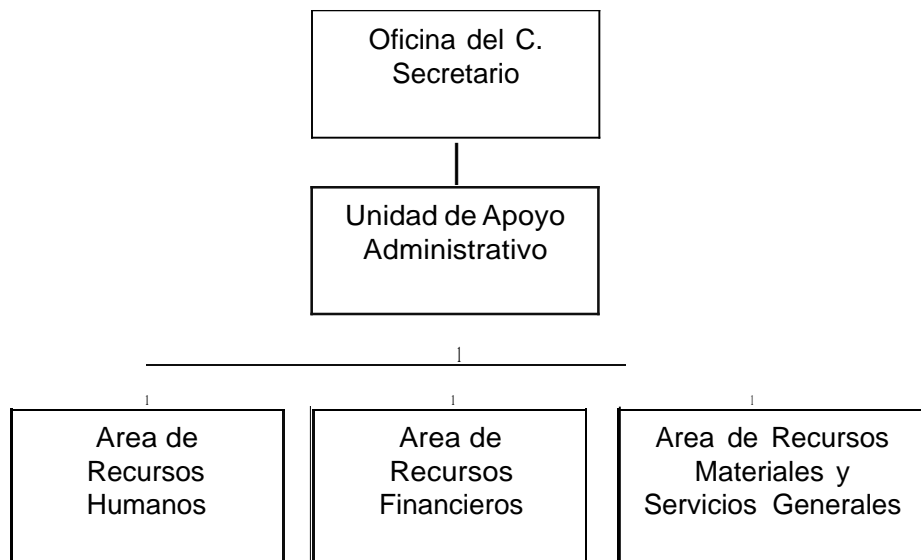 Oficina del C.
Secretario
Unidad de Apoyo
Administrativo
l
l
l
l
Area de
Recursos
Humanos
Area de
Recursos
Financieros
Area de Recursos
Materiales y
Servicios Generales